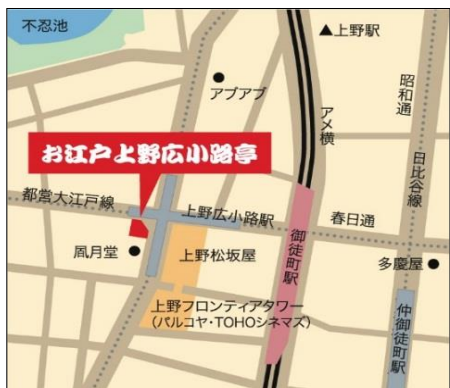 不忍池
▲上野駅
アブアブ
昭和通
アメ横
お江戸上野広小路亭
日比谷線
都営大江戸線
上野広小路駅
春日通
御徒町駅
風月堂
上野松坂屋
多慶屋
上野フロンティアタワー
(パルコヤ・TOHOシネマズ)
仲御徒町駅